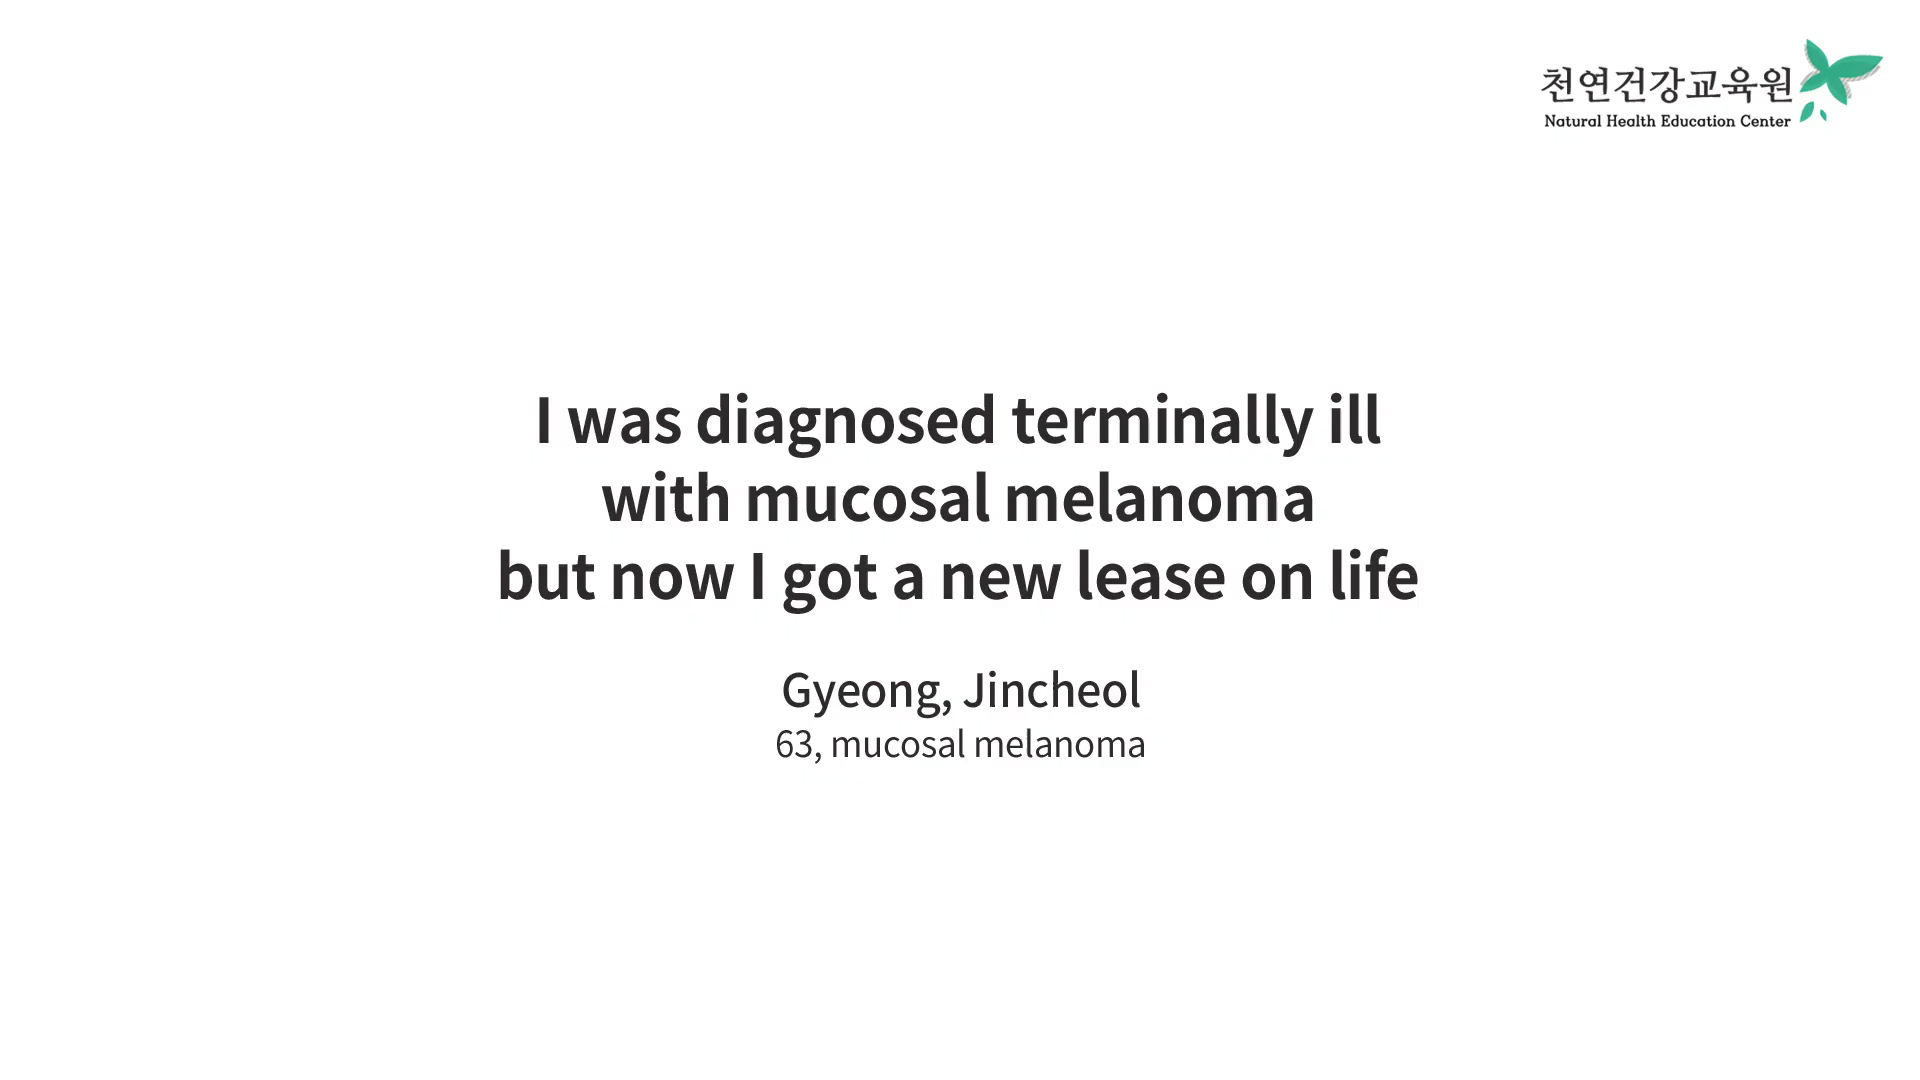 천연건강교육원
Natural Health Education Center
I was diagnosed terminally ill
with mucosal melanoma
but now I got a new lease on life
Gyeong, Jincheol
63, mucosal melanoma